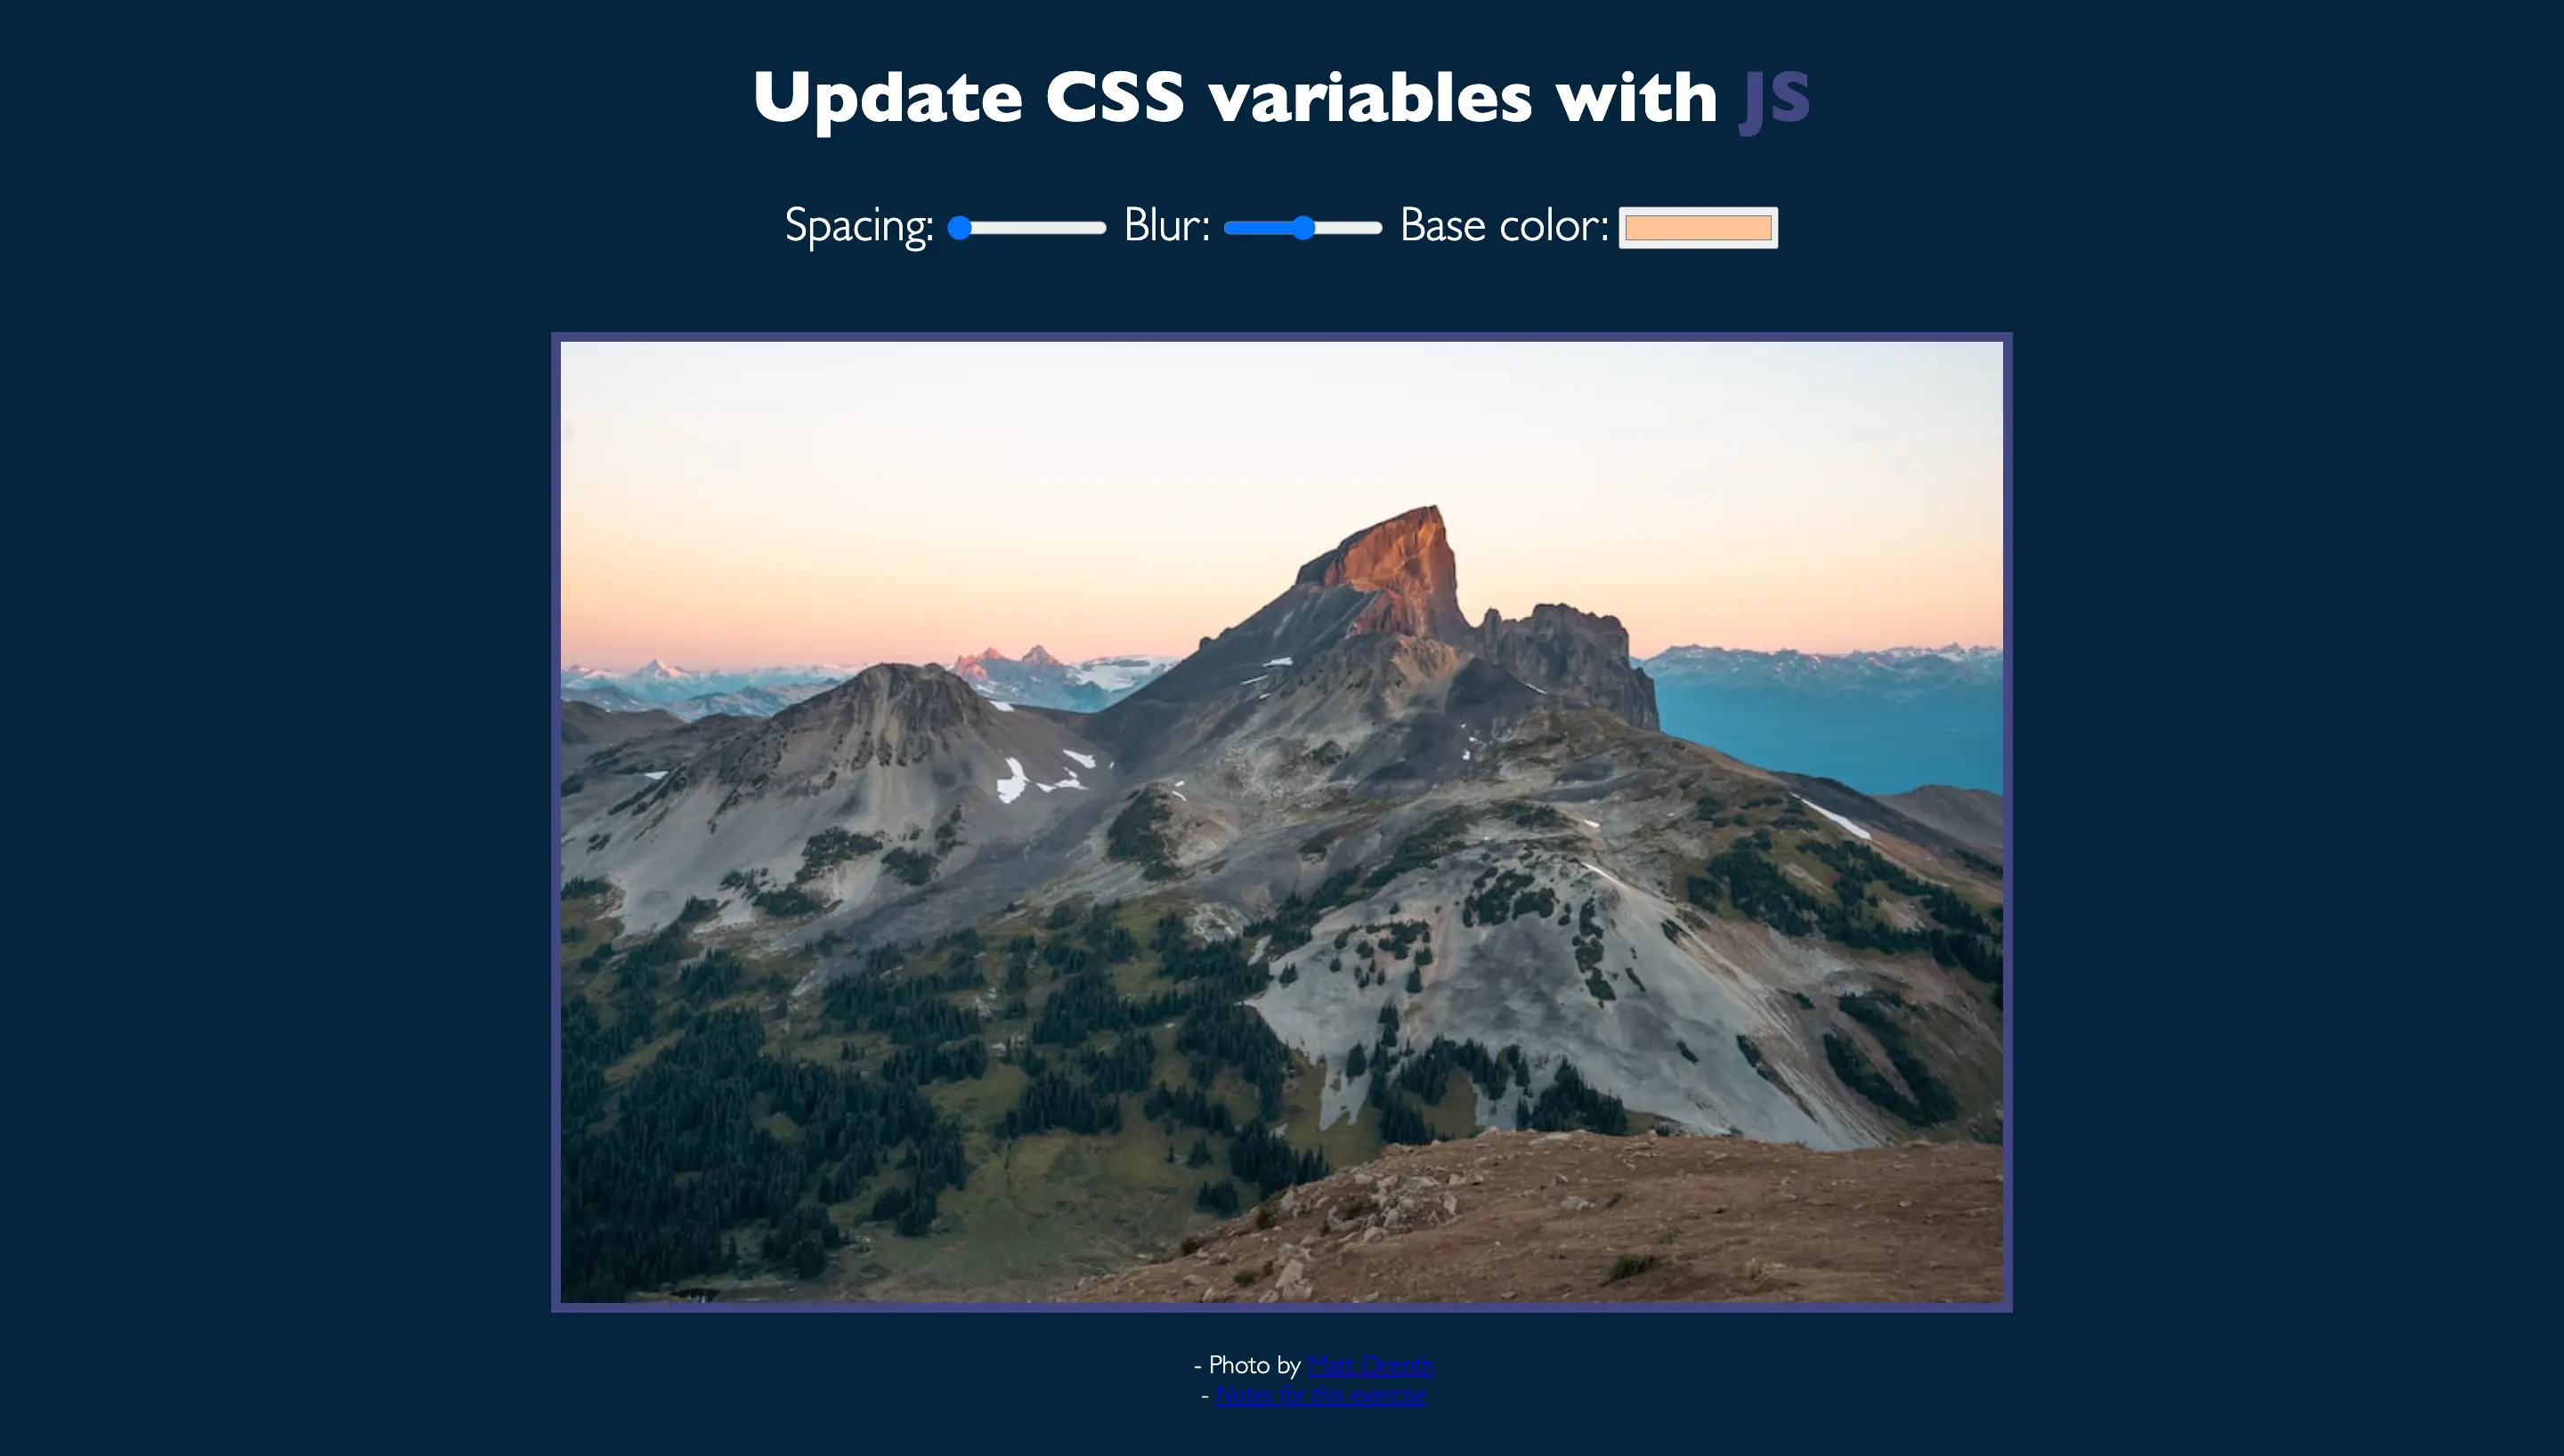 Update CSS variables with JS
Spacing: Blur: Base color:
- Photo by Matt Drenth
- Notes for this exercise